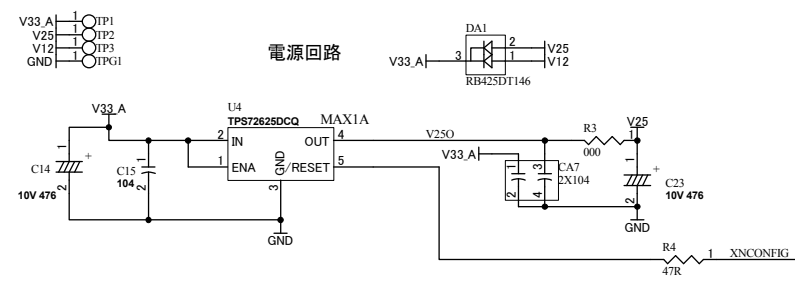 V33_A 1 TP1
V25 1 TP2
V12 1 TP3
GND 1 TPG1
電源回路
DA1
V33_A 3 2 V25
1 V12
RB425DT146
V33_A
U4
TPS72625DCQ MAX1A
2 IN OUT 4 V25O
1 ENA GND /RESET 5
3
GND
C14
1
+
2
10V 476
C15
104
1
2
V33_A
1 3
CA7
2X104
2 4
R3
000
V25
1
1
+
C23
10V 476
2
GND
R4
47R
1 XNCONFIG